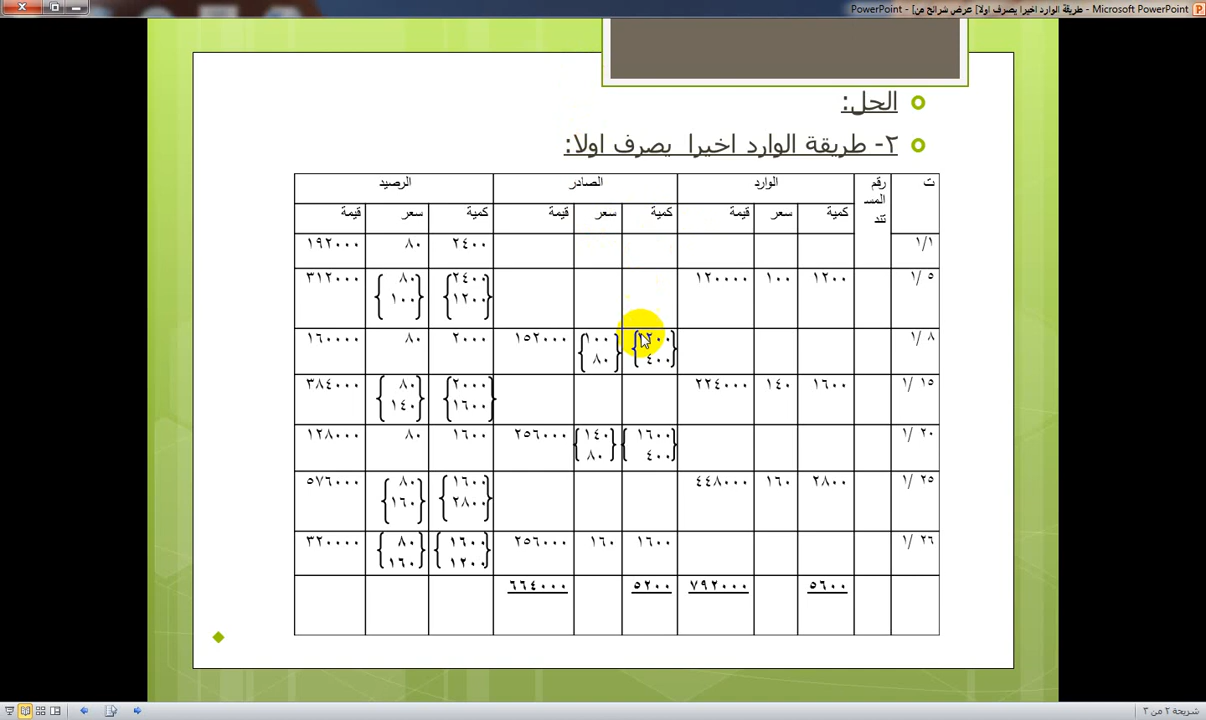 PowerPoint - [عرض شرائح من] طريقة الوارد اخيرا يصرف اولا - Microsoft PowerPoint
الحل:
٢- طريقة الوارد اخيرا يصرف اولا:
ت رقم المستند الوارد الصادر الرصيد
كمية سعر قيمة كمية سعر قيمة كمية سعر قيمة
١/١ ٢٤٠٠ ٨٠ ١٩٢٠٠٠
٥ /١ ١٢٠٠ ١٠٠ ١٢٠٠٠٠ ٢٤٠٠ ٨٠ ٣١٢٠٠٠
١٢٠٠ ١٠٠
٨ /١ ١٠٠ ١٥٢٠٠٠ ٢٠٠٠ ٨٠ ١٦٠٠٠٠
٤٠٠ ٨٠
١٥ /١ ١٦٠٠ ١٤٠ ٢٢٤٠٠٠ ٢٠٠٠ ٨٠ ٣٨٤٠٠٠
١٦٠٠ ١٤٠
٢٠ /١ ١٦٠٠ ١٤٠ ٢٥٦٠٠٠ ١٦٠٠ ٨٠ ١٢٨٠٠٠
٤٠٠ ٨٠
٢٥ /١ ٢٨٠٠ ١٦٠ ٤٤٨٠٠٠ ١٦٠٠ ٨٠ ٥٧٦٠٠٠
٢٨٠٠ ١٦٠
٢٦ /١ ١٦٠٠ ١٦٠ ٢٥٦٠٠٠ ١٦٠٠ ٨٠ ٣٢٠٠٠٠
١٢٠٠ ١٦٠
٥٦٠٠ ٧٩٢٠٠٠ ٥٢٠٠ ٦٦٤٠٠٠
شريحة ٢ من ٣